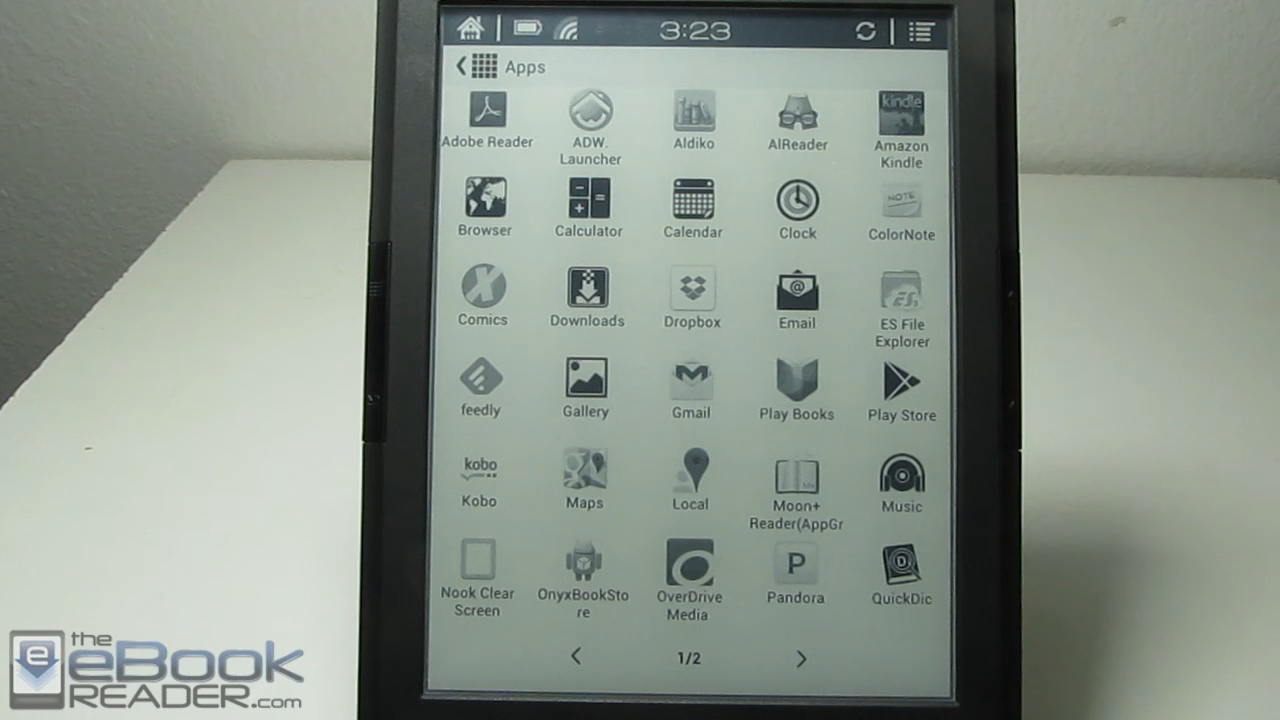 3:23
Apps
Adobe Reader
ADW.
Launcher
Aldiko
AlReader
kindle
Amazon
Kindle
Browser
Calculator
Calendar
Clock
NOTE
ColorNote
Comics
Downloads
Dropbox
Email
ES
ES File
Explorer
feedly
Gallery
Gmail
Play Books
Play Store
kobo
Kobo
Maps
Local
Moon+
Reader(AppGr
Music
Nook Clear
Screen
OnyxBookSto
re
OverDrive
Media
P
Pandora
D
QuickDic
1/2
the
eBook
READER.com